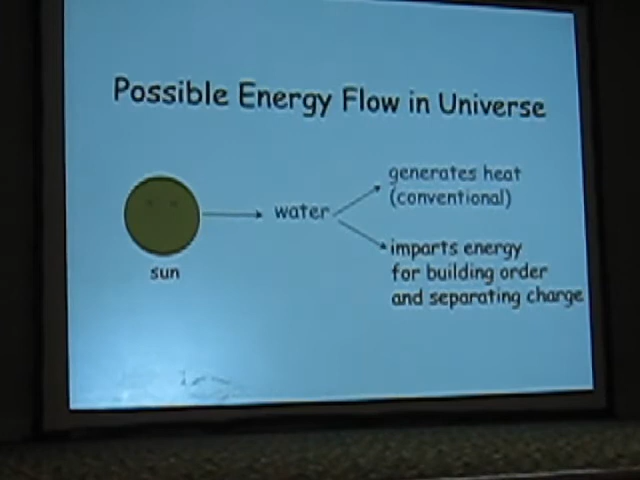 Possible Energy Flow in Universe
generates heat
(conventional)
water
imparts energy
for building order
and separating charge
sun